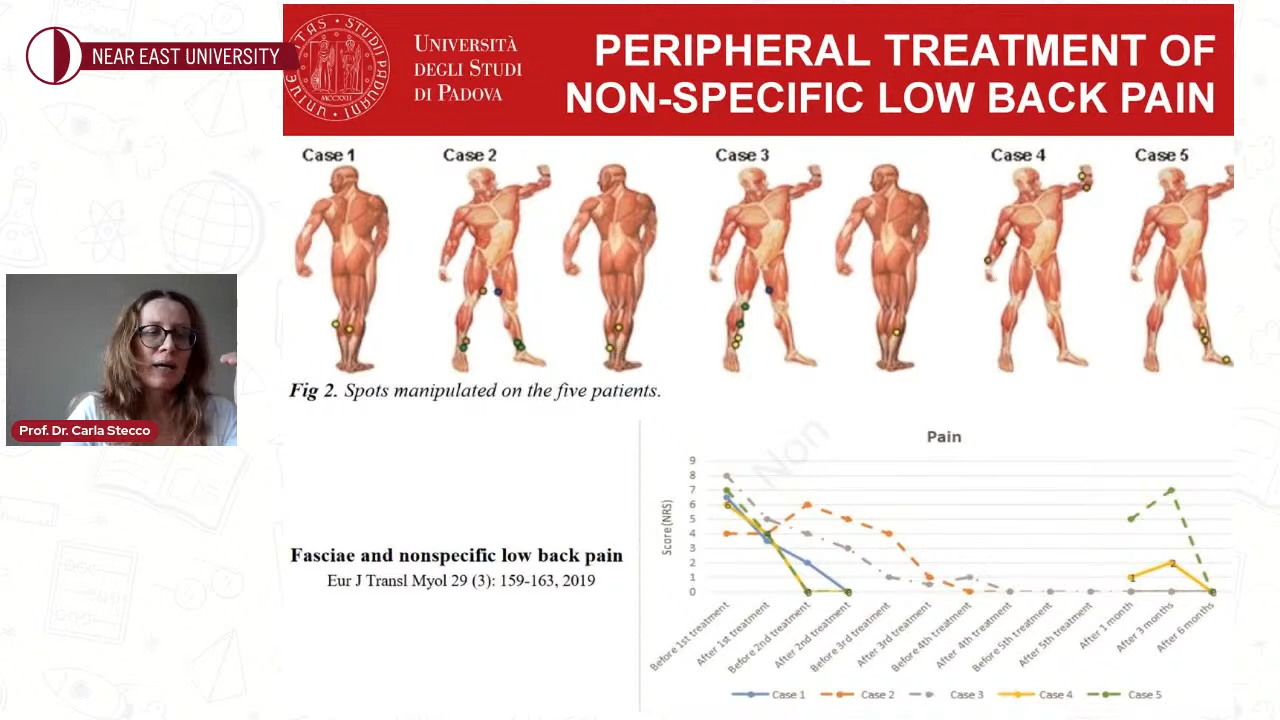 NEAR EAST UNIVERSITY
UNIVERSITÀ
DEGLI STUDI
DI PADOVA
PERIPHERAL TREATMENT OF
NON-SPECIFIC LOW BACK PAIN
Case 1
Case 2
Case 3
Case 4
Case 5
Fig 2. Spots manipulated on the five patients.
Prof. Dr. Carla Stecco
Fasciae and nonspecific low back pain
Eur J Transl Myol 29 (3): 159-163, 2019
Non
Pain
Score(NRS)
9
8
7
6
5
4
3
2
1
0
1
2
Before 1st treatment
After 1st treatment
Before 2nd treatment
After 2nd treatment
Before 3rd treatment
After 3rd treatment
Before 4th treatment
After 4th treatment
Before 5th treatment
After 5th treatment
After 1 month
After 3 months
After 6 months
Case 1
Case 2
Case 3
Case 4
Case 5